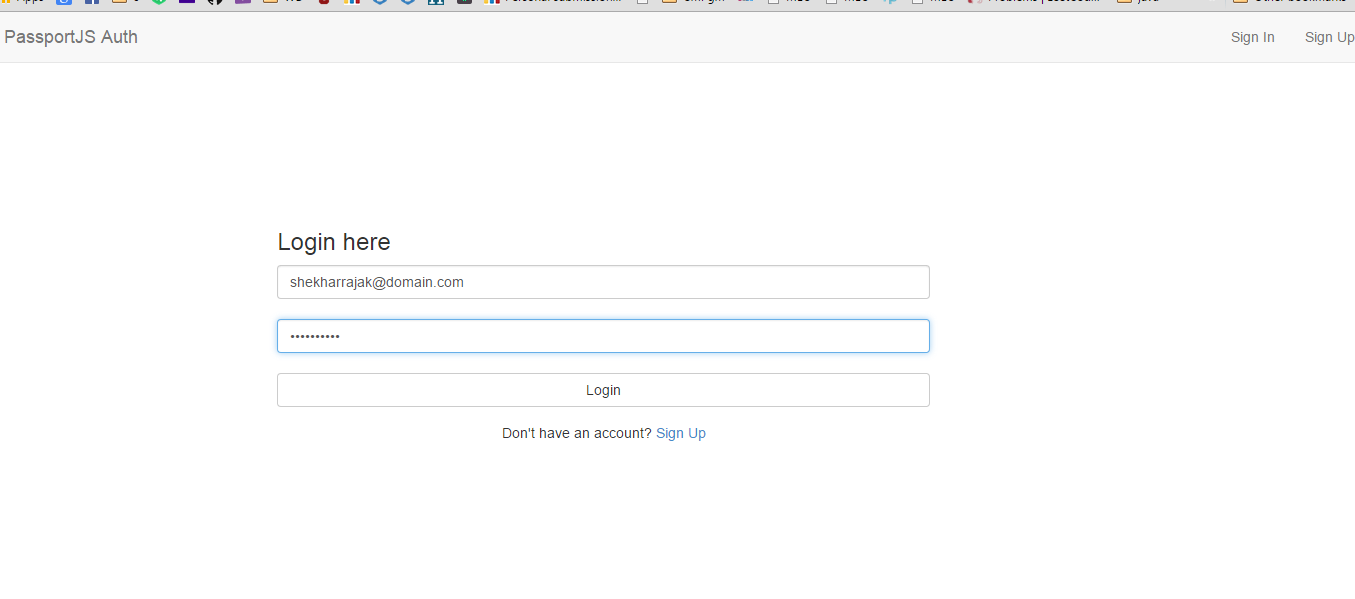 PassportJS Auth
Sign In
Sign Up
Login here
shekharrajak@domain.com
••••••••••
Login
Don't have an account? Sign Up